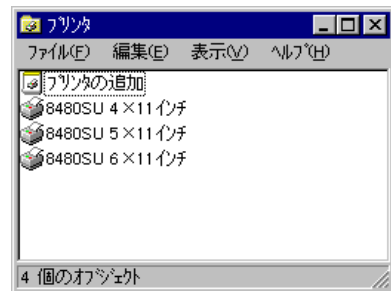 プリンタ
ファイル(F) 編集(E) 表示(V) ヘルプ(H)
プリンタの追加
8480SU 4×11インチ
8480SU 5×11インチ
8480SU 6×11インチ
4 個のオブジェクト